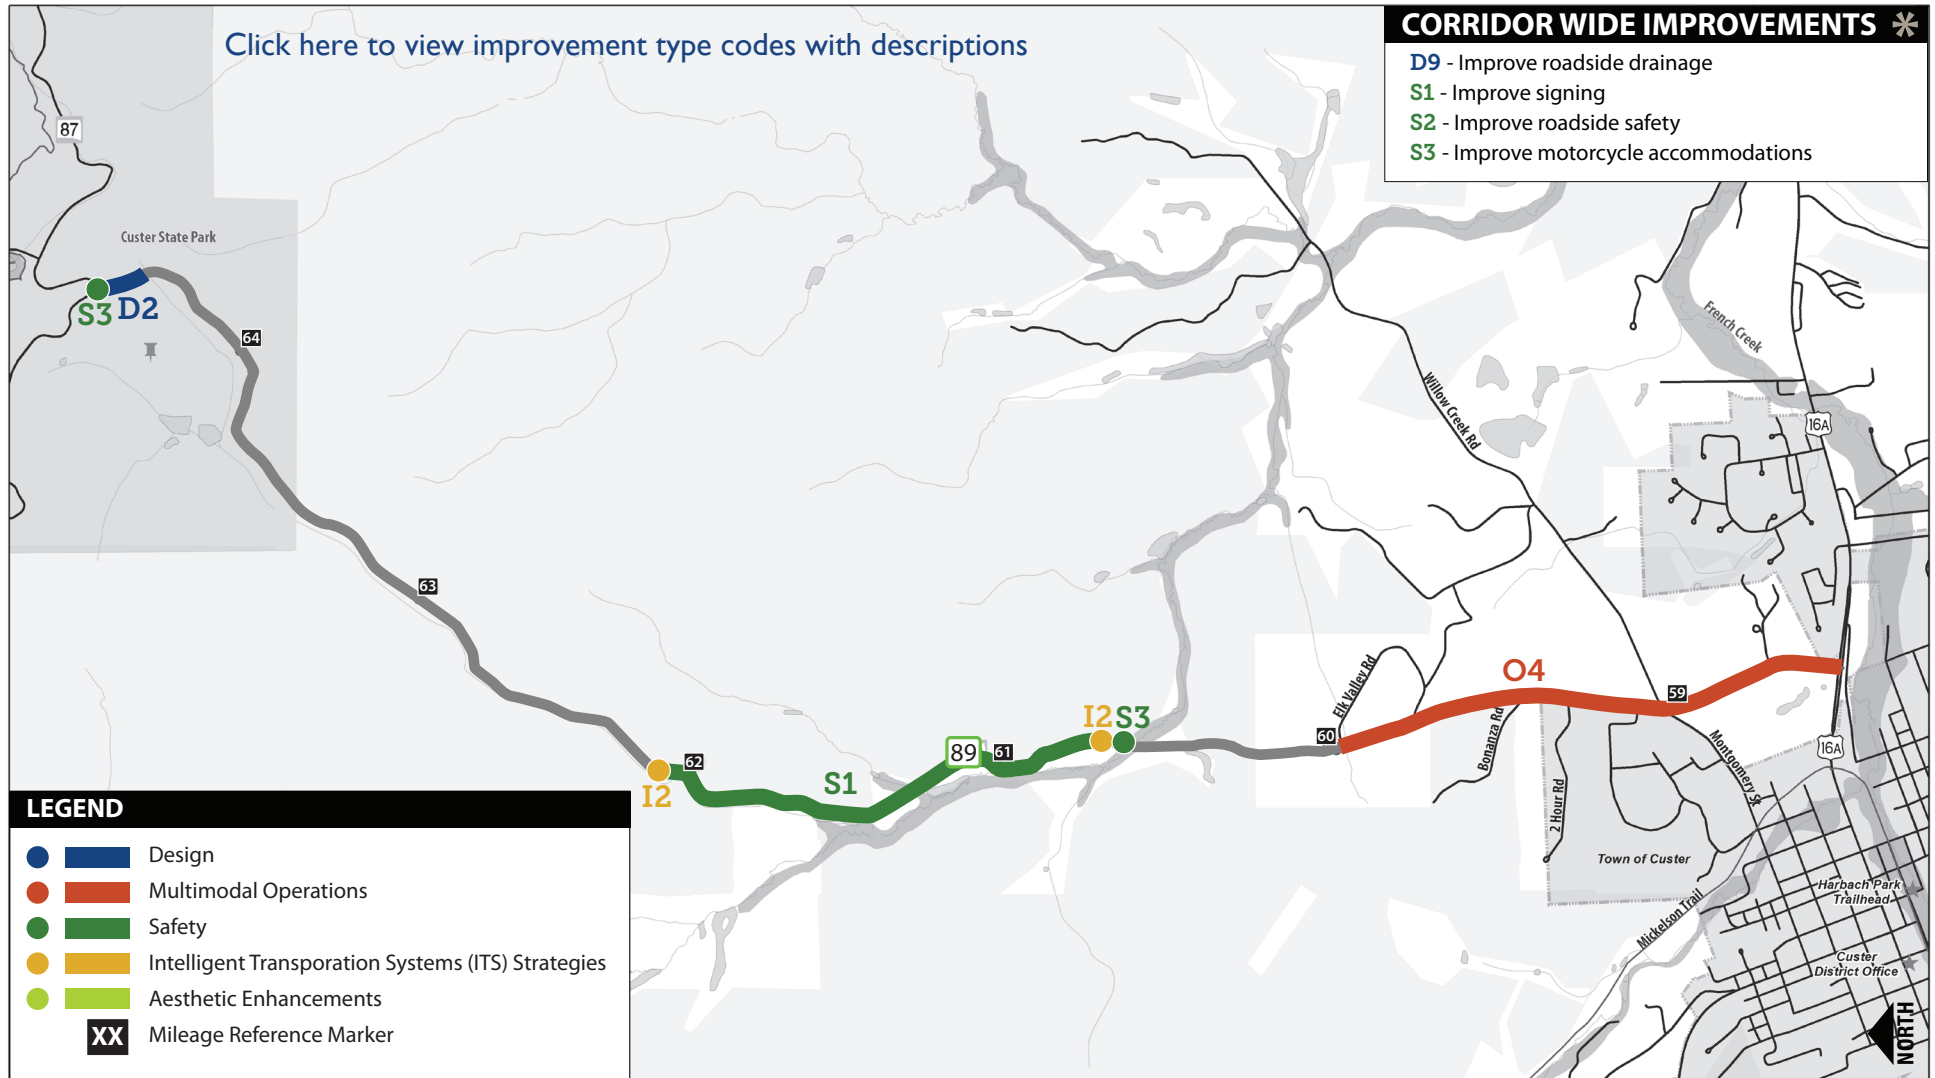 Click here to view improvement type codes with descriptions
CORRIDOR WIDE IMPROVEMENTS *
D9 - Improve roadside drainage
S1 - Improve signing
S2 - Improve roadside safety
S3 - Improve motorcycle accommodations
87
Custer State Park
S3 D2
64
French Creek
Willow Creek Rd
16A
63
Elk Valley Rd
O4
59
I2 S3
60
Bonanza Rd
89
61
62
Montgomery St
16A
S1
I2
2 Hour Rd
Town of Custer
Harbach Park
Trailhead
Mickelson Trail
Custer
District Office
NORTH
LEGEND
Design
Multimodal Operations
Safety
Intelligent Transporation Systems (ITS) Strategies
Aesthetic Enhancements
XX Mileage Reference Marker